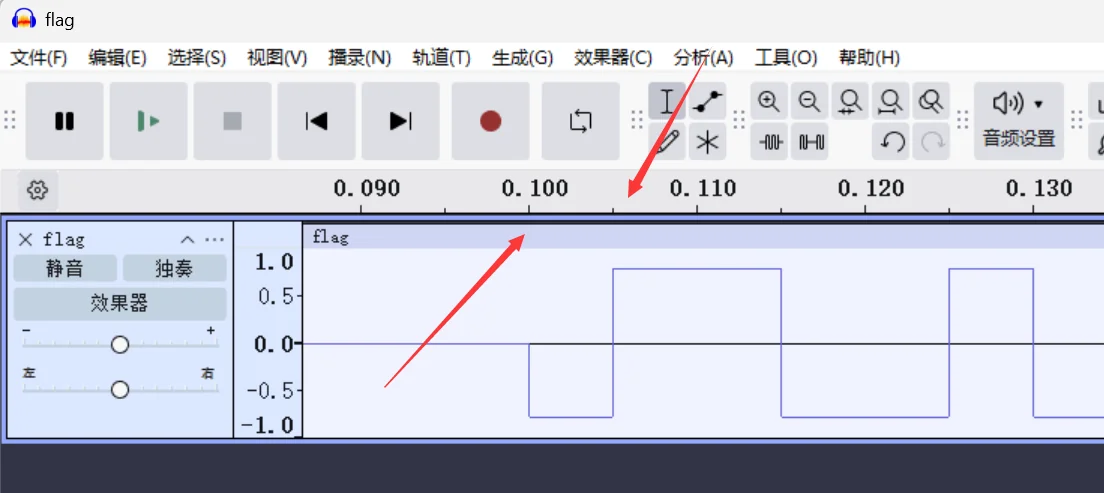 flag
文件(F) 编辑(E) 选择(S) 视图(V) 播录(N) 轨道(T) 生成(G) 效果器(C) 分析(A) 工具(O) 帮助(H)
音频设置
0.090 0.100 0.110 0.120 0.130
flag
flag
静音 独奏
效果器
- +
左 右
1.0
0.5-
0.0-
-0.5-
-1.0